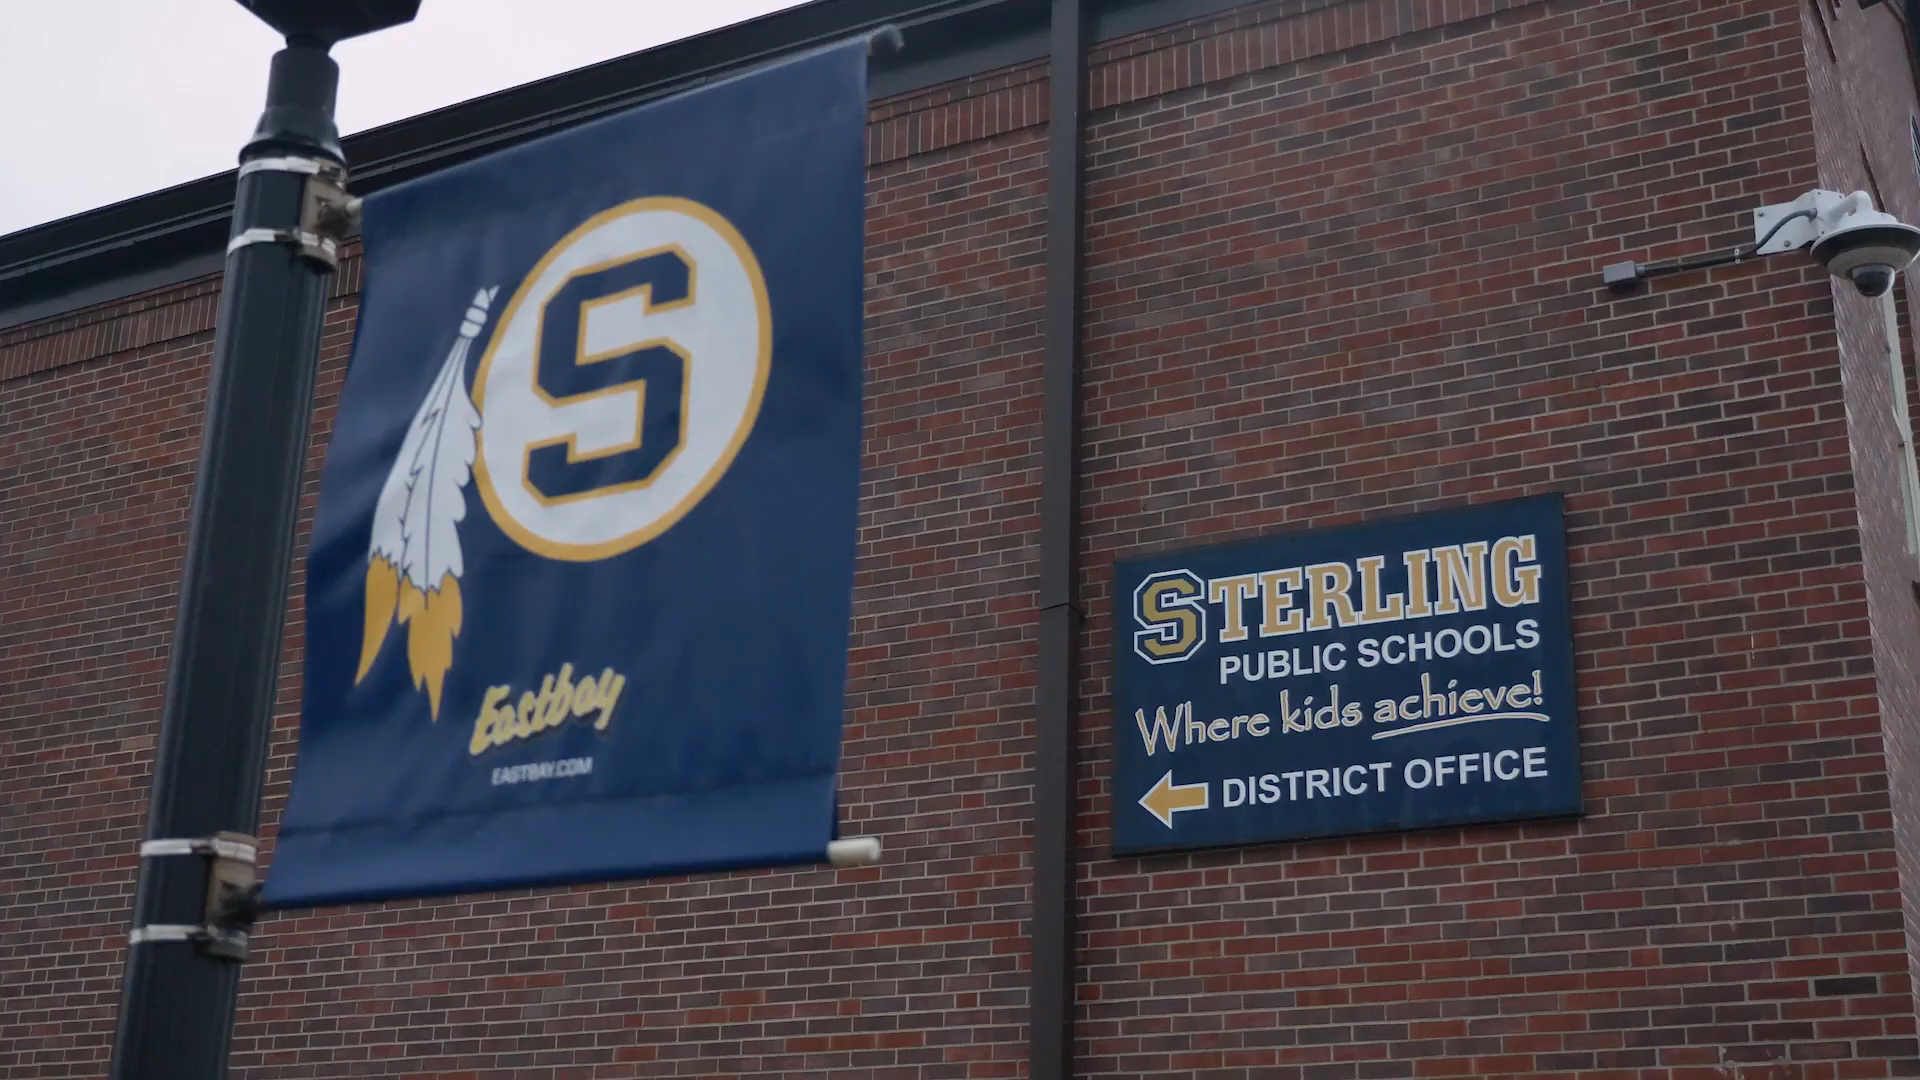 S
Eastbay
EASTBAY.COM
STERLING
PUBLIC SCHOOLS
Where kids achieve!
DISTRICT OFFICE